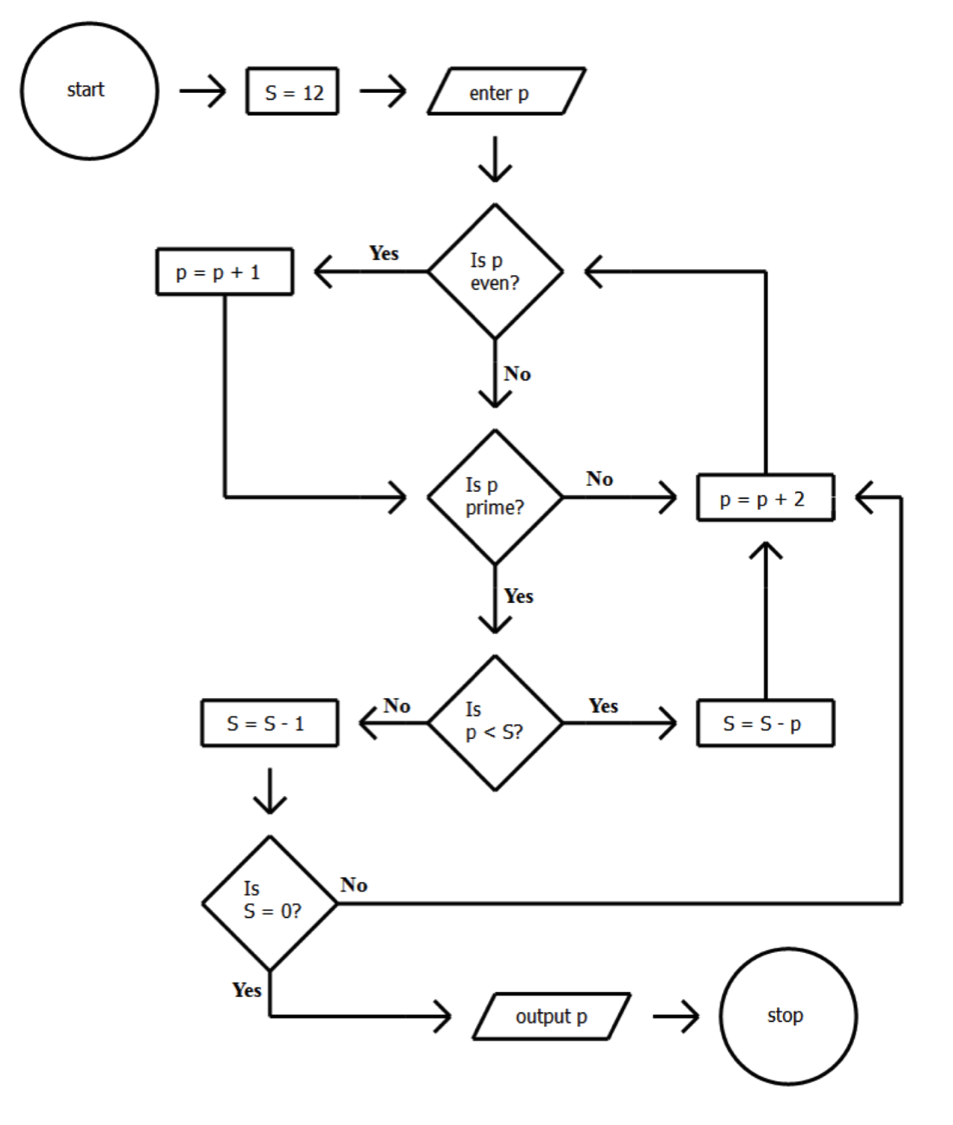 start
S = 12
enter p
Yes
Is p
even?
p = p + 1
No
Is p
prime?
No
p = p + 2
Yes
No
Is
p < S?
Yes
S = S - 1
S = S - p
Is
S = 0?
No
Yes
output p
stop